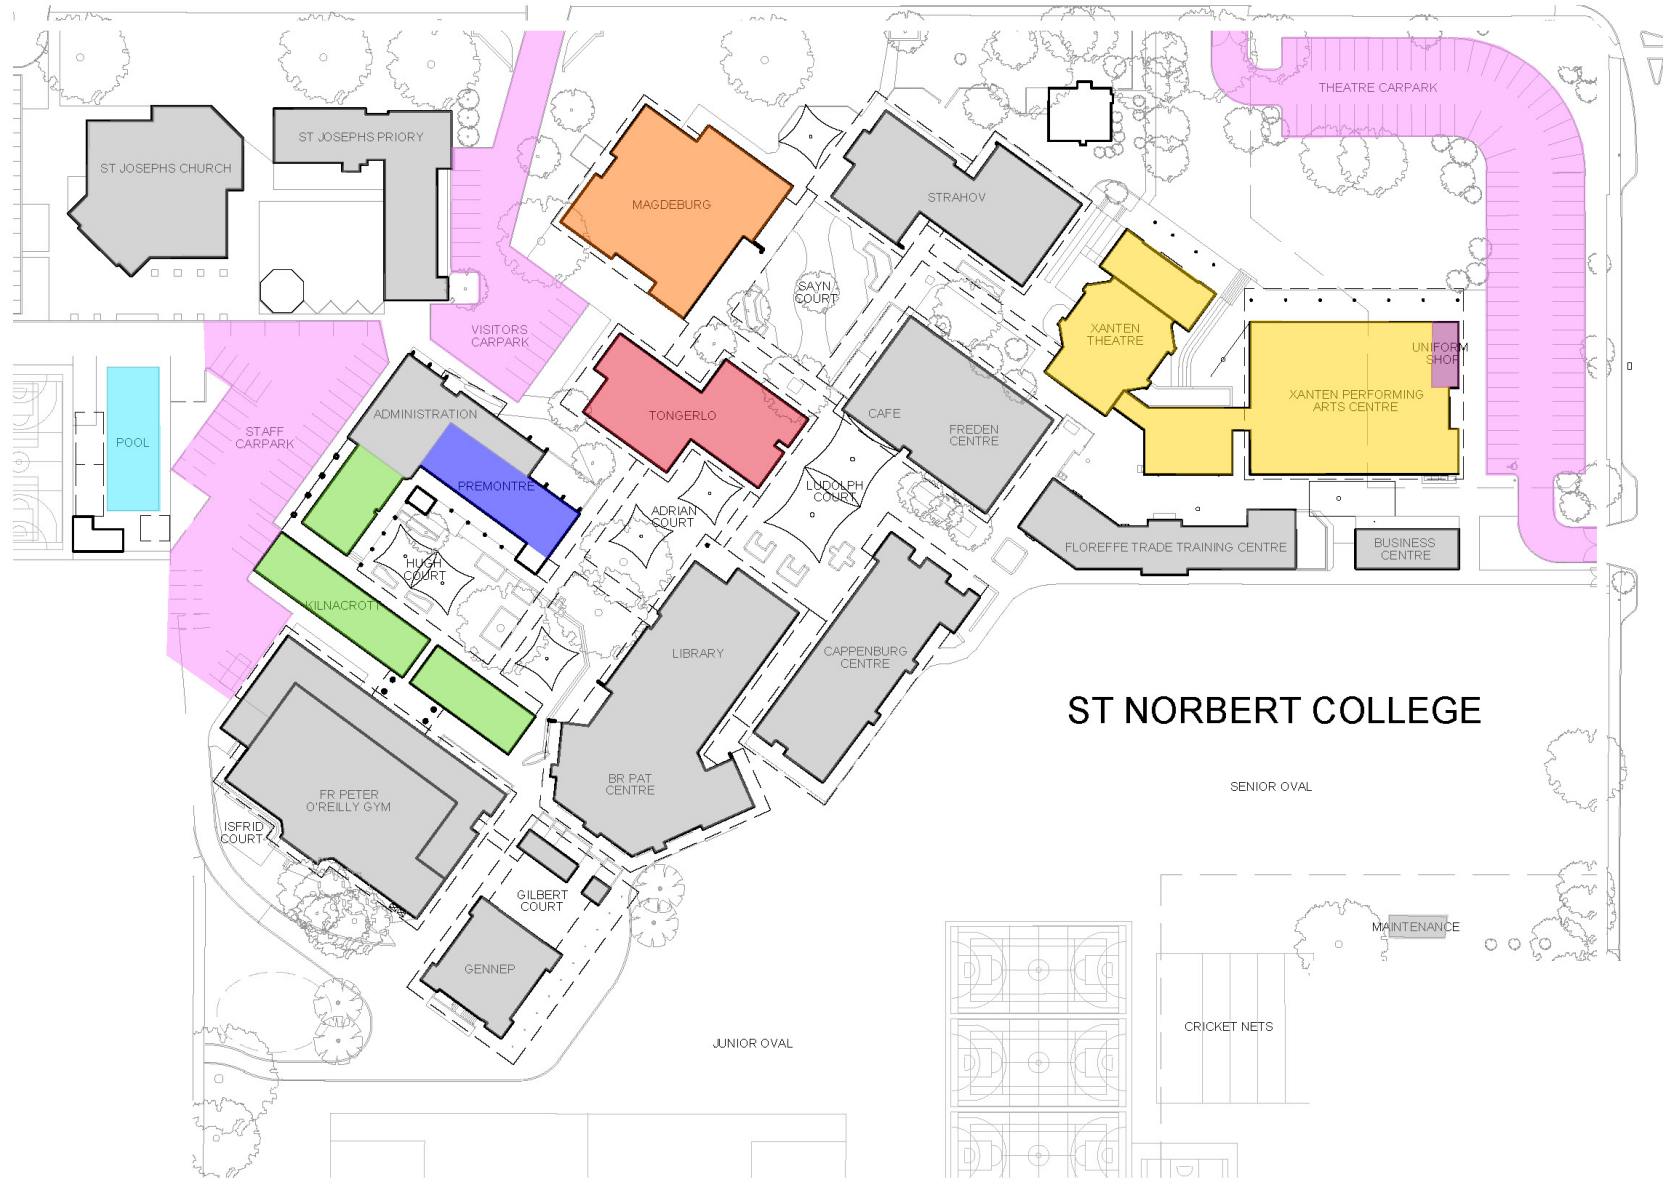 THEATRE CARPARK
ST JOSEPHS PRIORY
ST JOSEPHS CHURCH
MAGDEBURG
STRAHOV
SAYN
COURT
VISITORS
CARPARK
XANTEN
THEATRE
UNIFORM
SHOP
XANTEN PERFORMING
ARTS CENTRE
ADMINISTRATION
TONGERLO
CAFE
FREDEN
CENTRE
STAFF
CARPARK
POOL
PREMONTRE
LUDOLPH
COURT
ADRIAN
COURT
FLOREFFE TRADE TRAINING CENTRE
BUSINESS
CENTRE
HUGH
COURT
KILNACROTT
LIBRARY
CAPPENBURG
CENTRE
ST NORBERT COLLEGE
BR PAT
CENTRE
SENIOR OVAL
FR PETER
O'REILLY GYM
ISFRID
COURT
GILBERT
COURT
MAINTENANCE
GENNEP
CRICKET NETS
JUNIOR OVAL